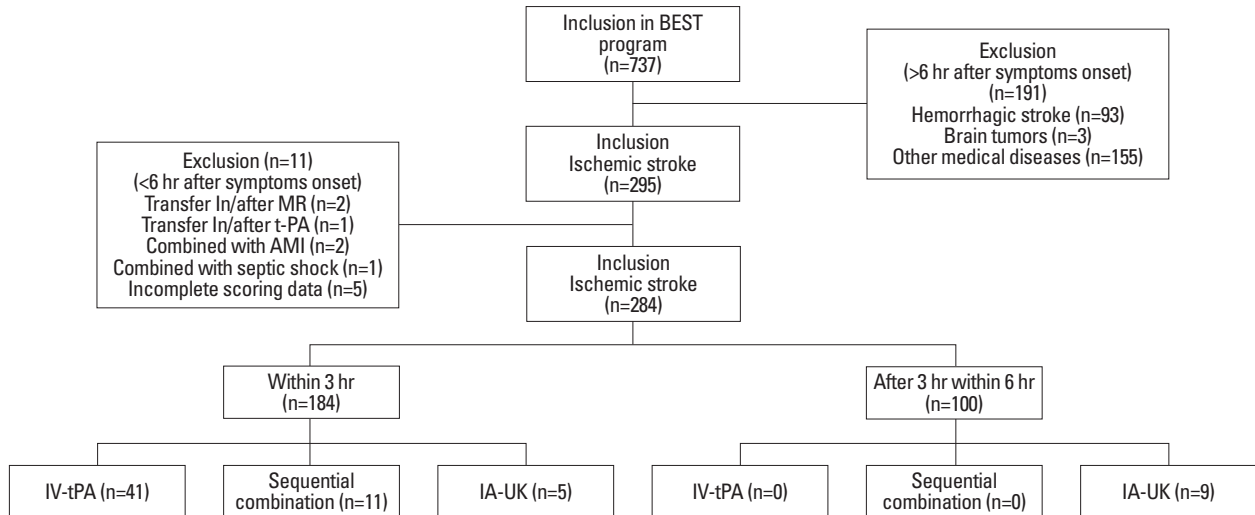 Inclusion in BEST
program
(n=737)
Exclusion
(>6 hr after symptoms onset)
(n=191)
Hemorrhagic stroke (n=93)
Brain tumors (n=3)
Other medical diseases (n=155)
Inclusion
Ischemic stroke
(n=295)
Exclusion (n=11)
(<6 hr after symptoms onset)
Transfer In/after MR (n=2)
Transfer In/after t-PA (n=1)
Combined with AMI (n=2)
Combined with septic shock (n=1)
Incomplete scoring data (n=5)
Inclusion
Ischemic stroke
(n=284)
Within 3 hr
(n=184)
After 3 hr within 6 hr
(n=100)
IV-tPA (n=41)
Sequential
combination (n=11)
IA-UK (n=5)
IV-tPA (n=0)
Sequential
combination (n=0)
IA-UK (n=9)